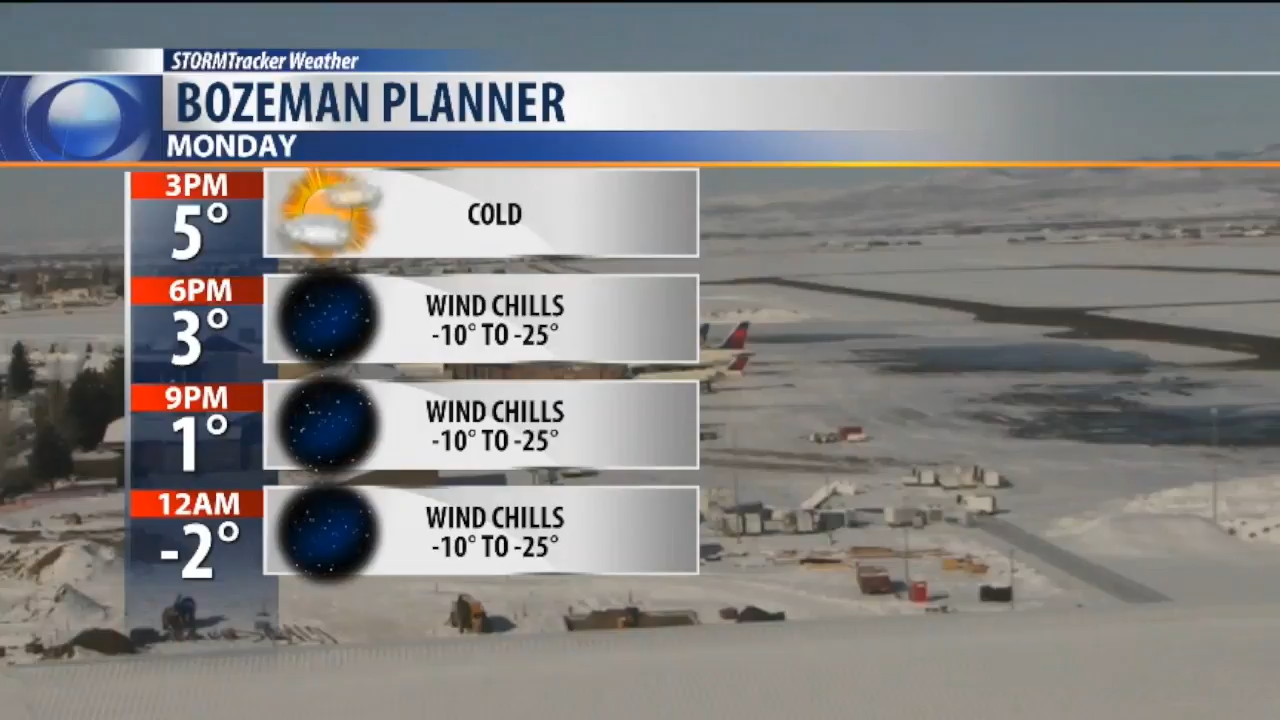 STORMTracker Weather
BOZEMAN PLANNER
MONDAY
3PM
5°
COLD
6PM
3°
WIND CHILLS
-10° TO -25°
9PM
1°
WIND CHILLS
-10° TO -25°
12AM
-2°
WIND CHILLS
-10° TO -25°